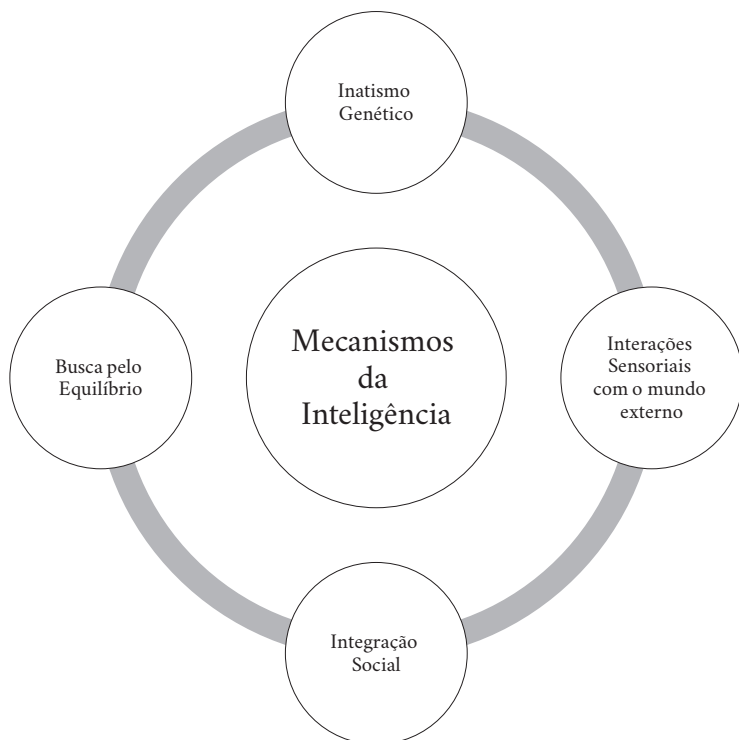 Inatismo
Genético
Busca pelo
Equilíbrio
Mecanismos
da
Inteligência
Interações
Sensoriais
com o mundo
externo
Integração
Social